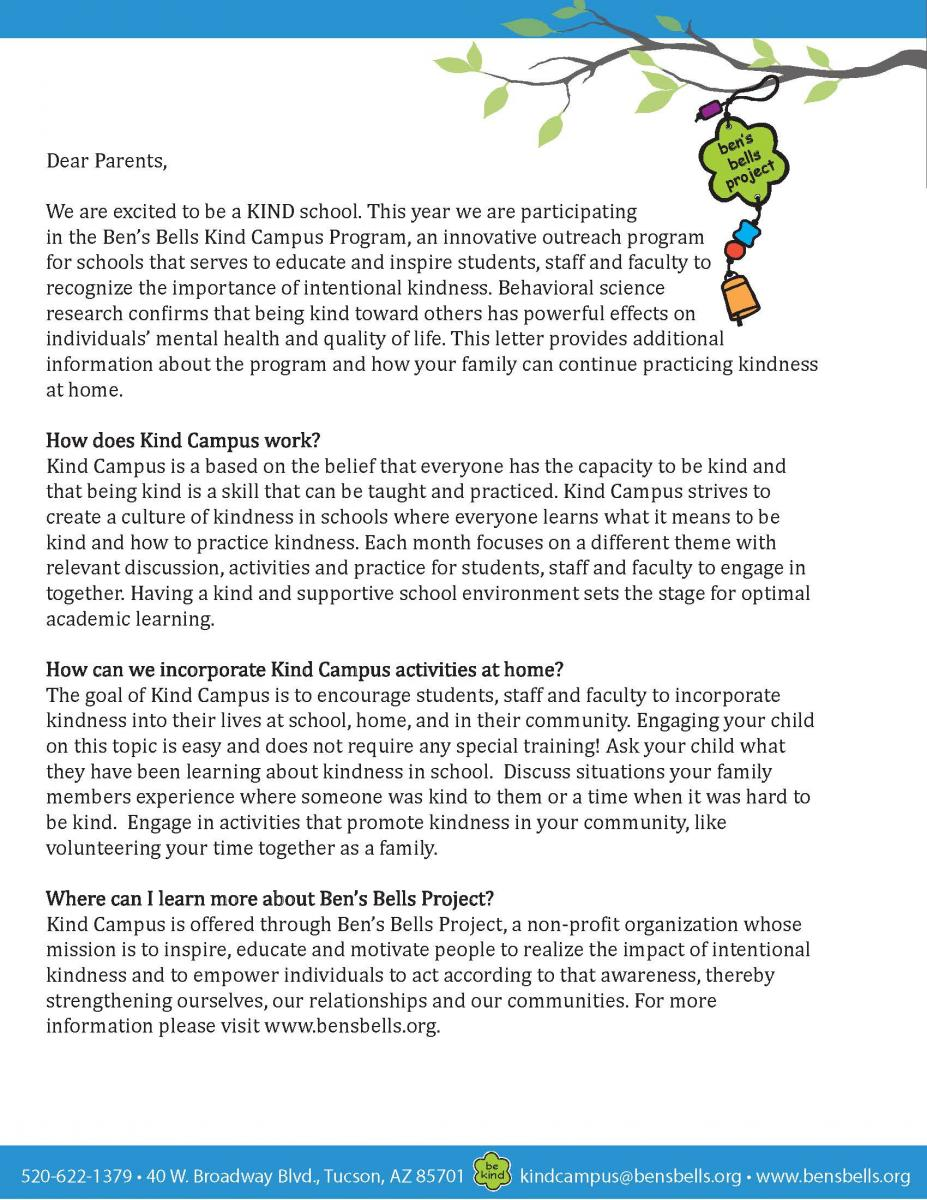 ben's
bells
project
Dear Parents,
We are excited to be a KIND school. This year we are participating
in the Ben's Bells Kind Campus Program, an innovative outreach program
for schools that serves to educate and inspire students, staff and faculty to
recognize the importance of intentional kindness. Behavioral science
research confirms that being kind toward others has powerful effects on
individuals' mental health and quality of life. This letter provides additional
information about the program and how your family can continue practicing kindness
at home.
How does Kind Campus work?
Kind Campus is a based on the belief that everyone has the capacity to be kind and
that being kind is a skill that can be taught and practiced. Kind Campus strives to
create a culture of kindness in schools where everyone learns what it means to be
kind and how to practice kindness. Each month focuses on a different theme with
relevant discussion, activities and practice for students, staff and faculty to engage in
together. Having a kind and supportive school environment sets the stage for optimal
academic learning.
How can we incorporate Kind Campus activities at home?
The goal of Kind Campus is to encourage students, staff and faculty to incorporate
kindness into their lives at school, home, and in their community. Engaging your child
on this topic is easy and does not require any special training! Ask your child what
they have been learning about kindness in school.  Discuss situations your family
members experience where someone was kind to them or a time when it was hard to
be kind.  Engage in activities that promote kindness in your community, like
volunteering your time together as a family.
Where can I learn more about Ben's Bells Project?
Kind Campus is offered through Ben's Bells Project, a non-profit organization whose
mission is to inspire, educate and motivate people to realize the impact of intentional
kindness and to empower individuals to act according to that awareness, thereby
strengthening ourselves, our relationships and our communities. For more
information please visit www.bensbells.org.
520-622-1379 • 40 W. Broadway Blvd., Tucson, AZ 85701
be
kind
kindcampus@bensbells.org • www.bensbells.org